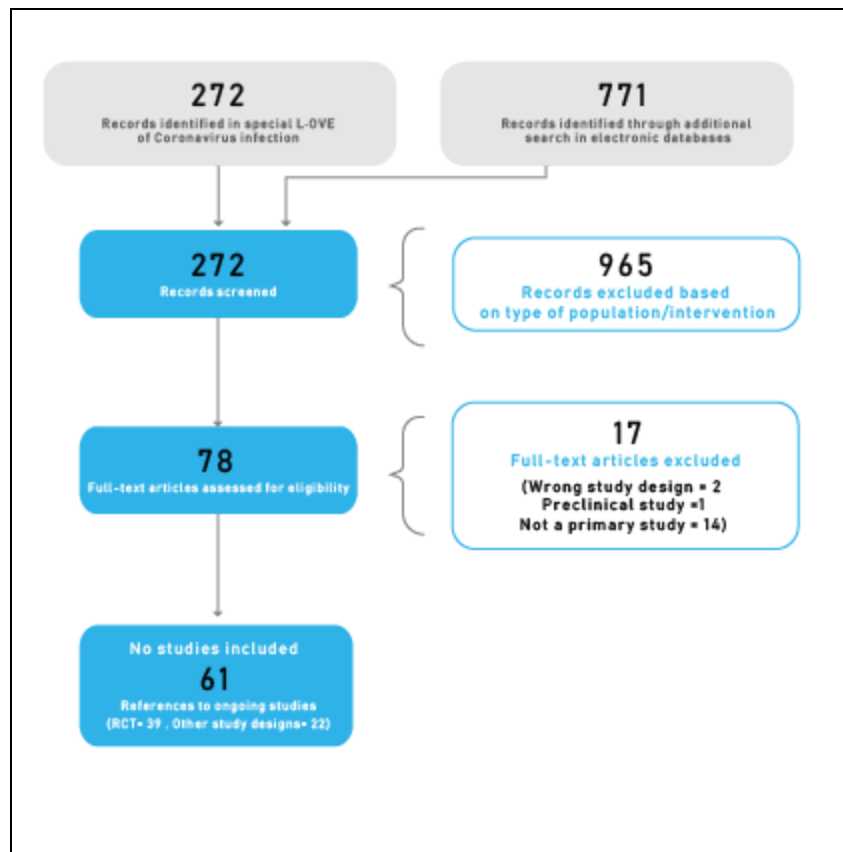 272
Records identified in special L-OVE
of Coronavirus infection
771
Records identified through additional
search in electronic databases
272
Records screened
965
Records excluded based
on type of population/intervention
78
Full-text articles assessed for eligibility
17
Full-text articles excluded
(Wrong study design = 2
Preclinical study =1
Not a primary study = 14)
No studies included
61
References to ongoing studies
(RCT= 39 , Other study designs= 22)